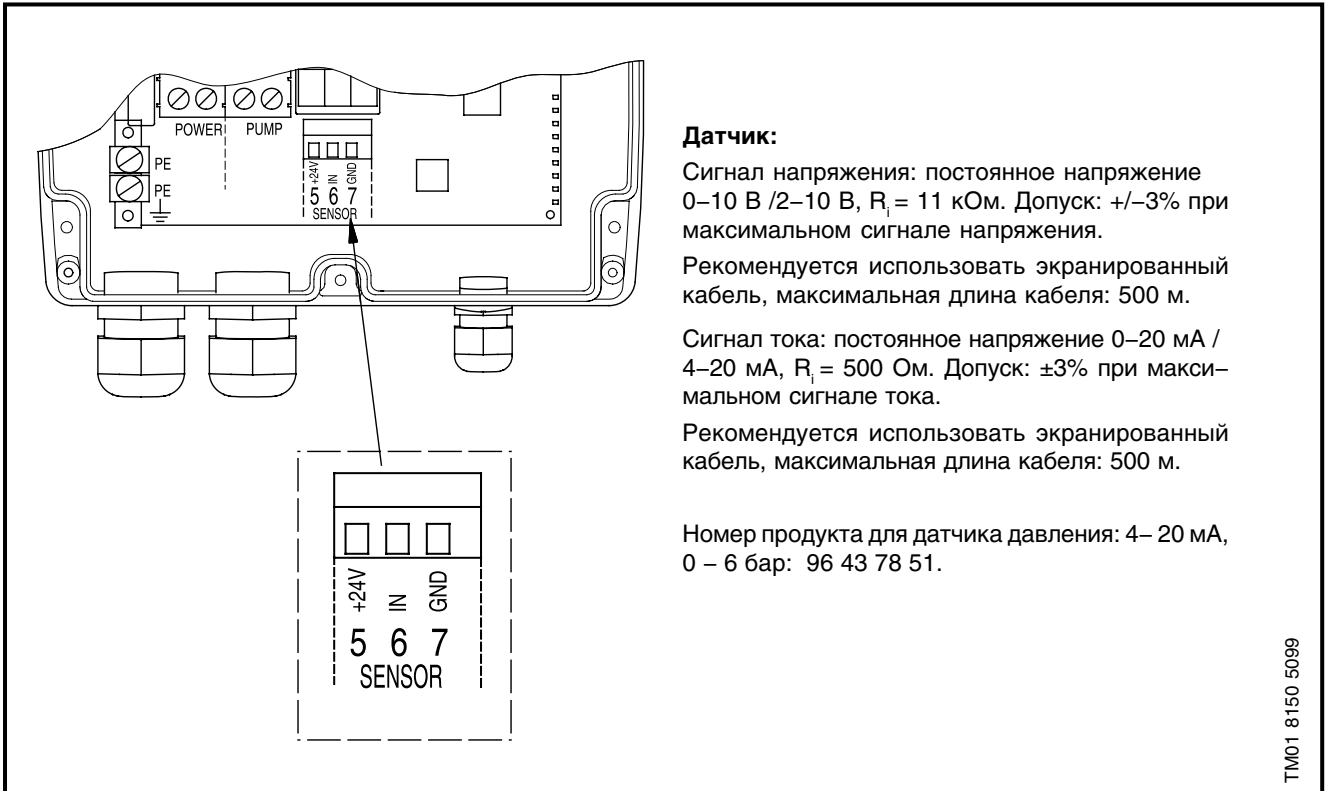 POWER PUMP
PE
PE
+24V IN GND
5 6 7
SENSOR
+24V IN GND
5 6 7
SENSOR
Датчик:
Сигнал напряжения: постоянное напряжение
0–10 В /2–10 В, Ri = 11 кОм. Допуск: +/–3% при
максимальном сигнале напряжения.
Рекомендуется использовать экранированный
кабель, максимальная длина кабеля: 500 м.
Сигнал тока: постоянное напряжение 0–20 мА /
4–20 мА, Ri = 500 Ом. Допуск: ±3% при макси–
мальном сигнале тока.
Рекомендуется использовать экранированный
кабель, максимальная длина кабеля: 500 м.
Номер продукта для датчика давления: 4– 20 мА,
0 – 6 бар: 96 43 78 51.
TM01 8150 5099